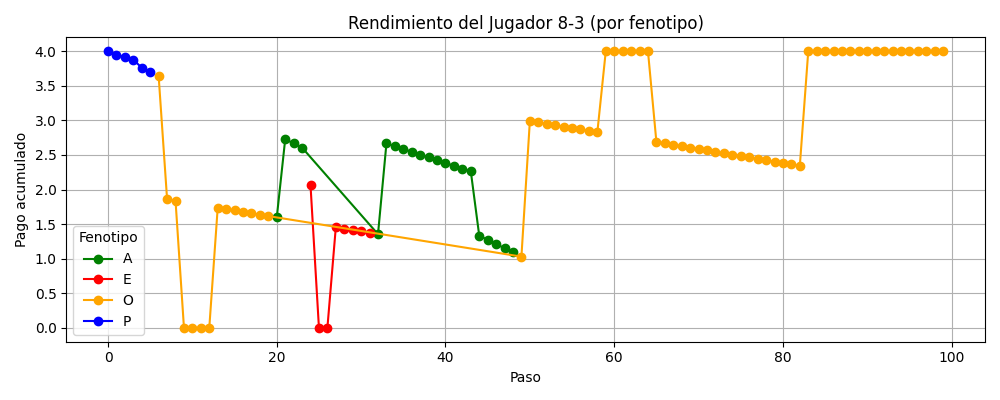 Rendimiento del Jugador 8-3 (por fenotipo)
Pago acumulado
4.0
3.5
3.0
2.5
2.0
1.5
1.0
0.5
0.0
Fenotipo
A
E
O
P
0 20 40 60 80 100
Paso